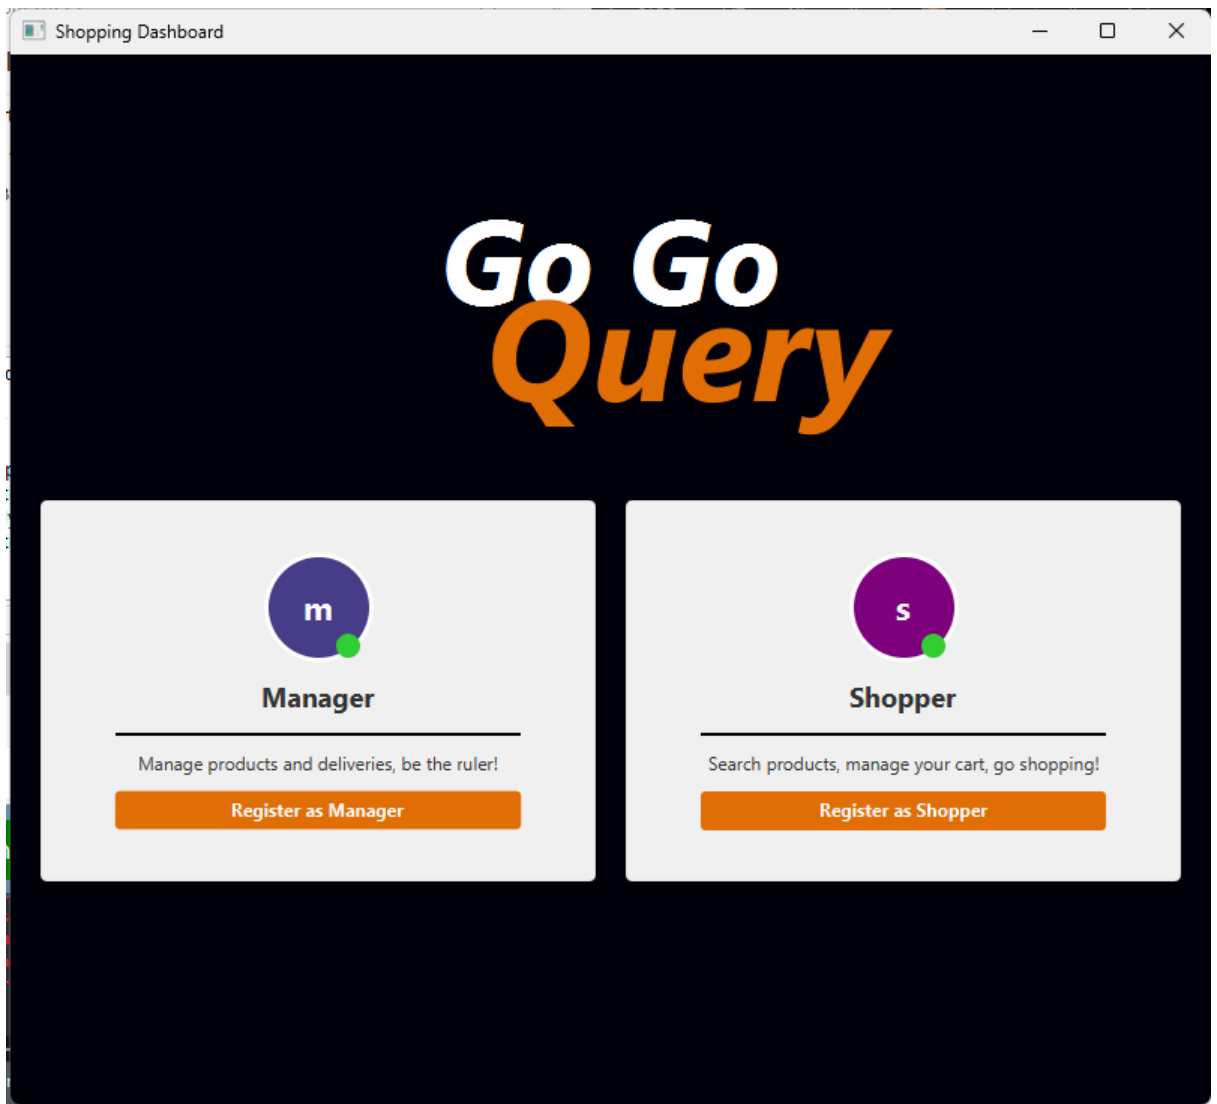 Shopping Dashboard
Go Go
Query
m
s
Manager
Shopper
Manage products and deliveries, be the ruler!
Search products, manage your cart, go shopping!
Register as Manager
Register as Shopper